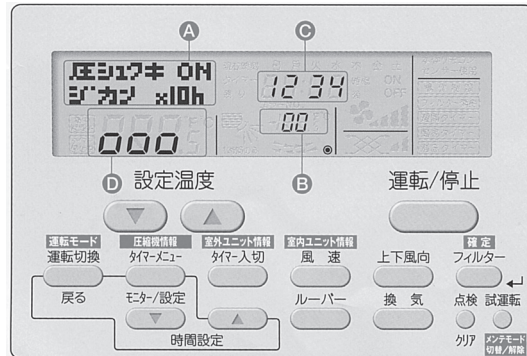 A
C
圧シュク幸 ON
ジカン x10h
12 34
00
000
D
B
設定温度
運転/停止
運転モード
圧縮機情報
室外ユニット情報
室内ユニット情報
確定
運転切換
タイマーメニュー
タイマー入切
風速
上下風向
フィルター
戻る
モニター/設定
ルーバー
換気
点検
試運転
時間設定
クリア
メンテモード
切替/解除